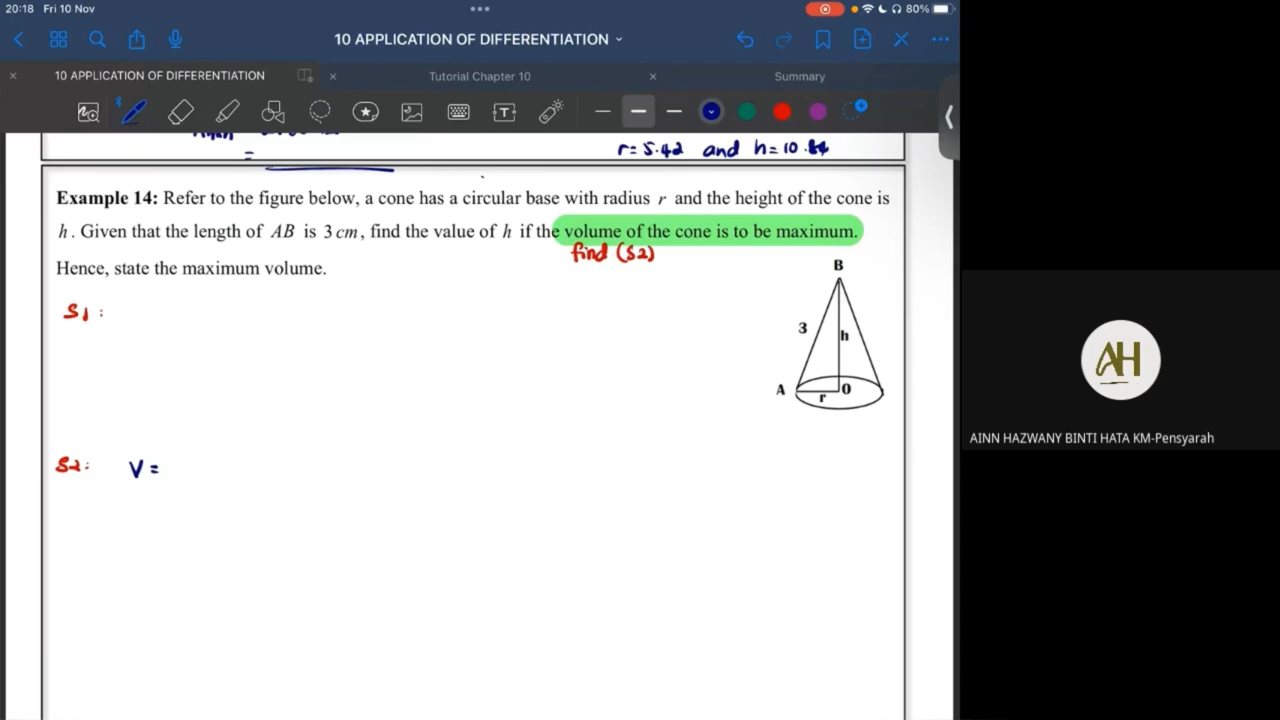 20:18 Fri 10 Nov
80%
10 APPLICATION OF DIFFERENTIATION
10 APPLICATION OF DIFFERENTIATION
Tutorial Chapter 10
Summary
=
r=5.42 and h=10.84
Example 14: Refer to the figure below, a cone has a circular base with radius r and the height of the cone is
h. Given that the length of AB is 3 cm, find the value of h if the volume of the cone is to be maximum.
find (S2)
Hence, state the maximum volume.
B
S1 :
3
h
A
r
O
S2: V =
AH
AINN HAZWANY BINTI HATA KM-Pensyarah